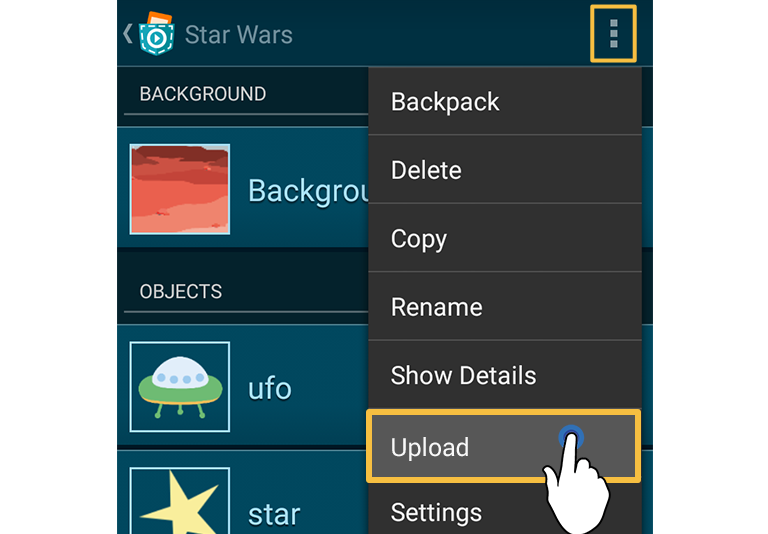 Star Wars
BACKGROUND
Backgrou
OBJECTS
ufo
star
Backpack
Delete
Copy
Rename
Show Details
Upload
Settings